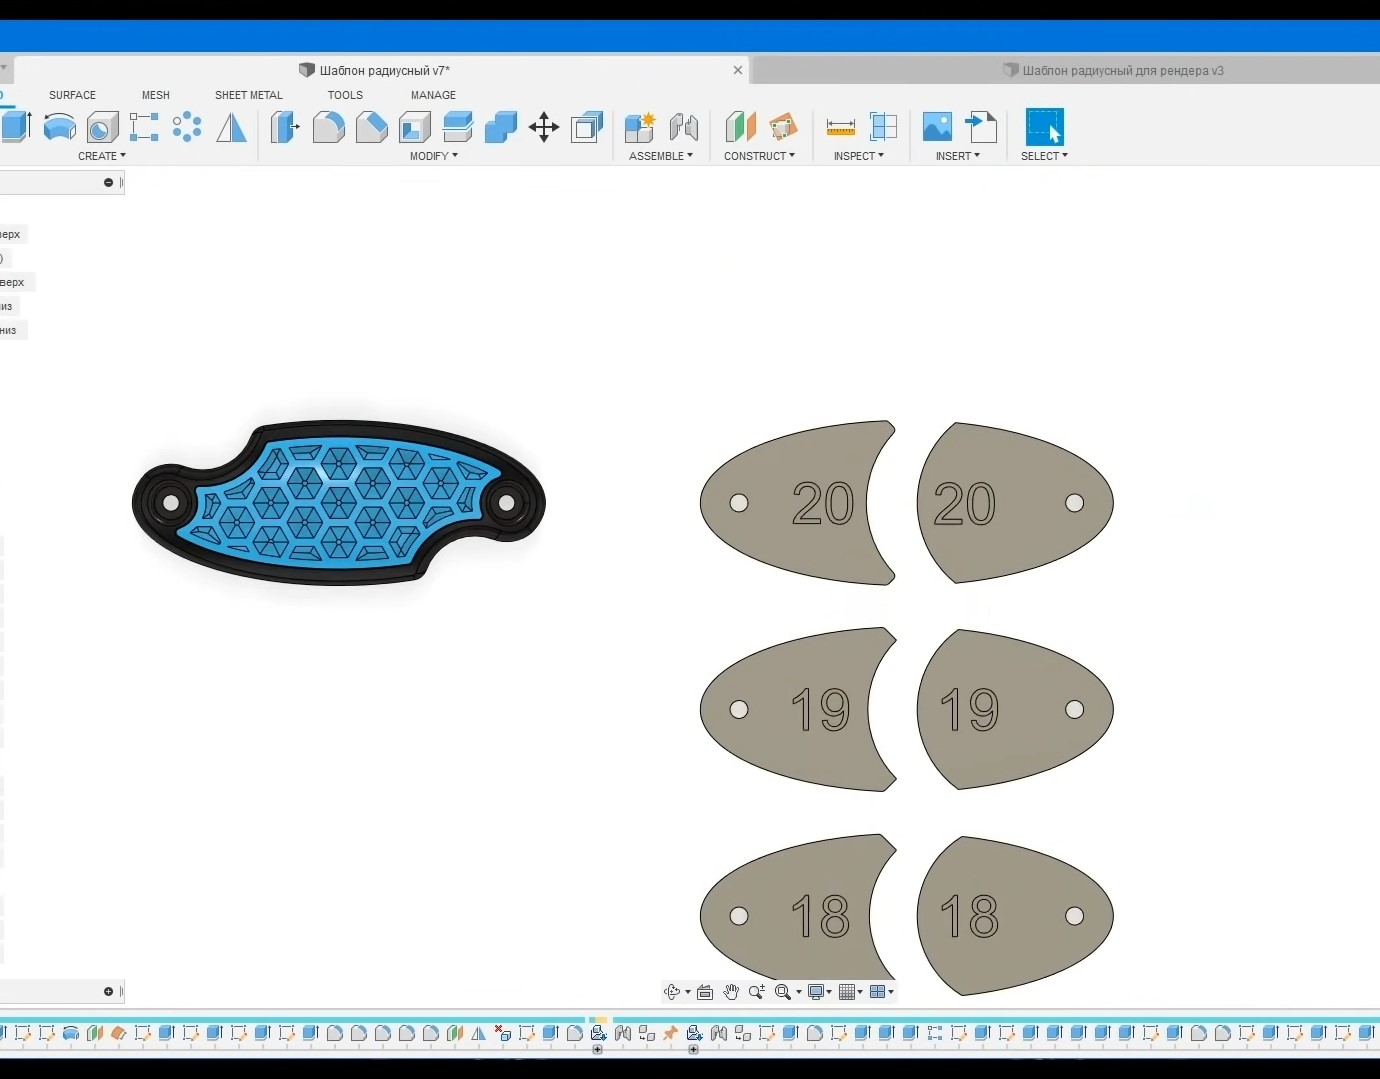 Шаблон радиусный v7*
Шаблон радиусный для рендера v3
SURFACE
MESH
SHEET METAL
TOOLS
MANAGE
CREATE
MODIFY
ASSEMBLE
CONSTRUCT
INSPECT
INSERT
SELECT
верх
)
верх
низ
низ
20
20
19
19
18
18